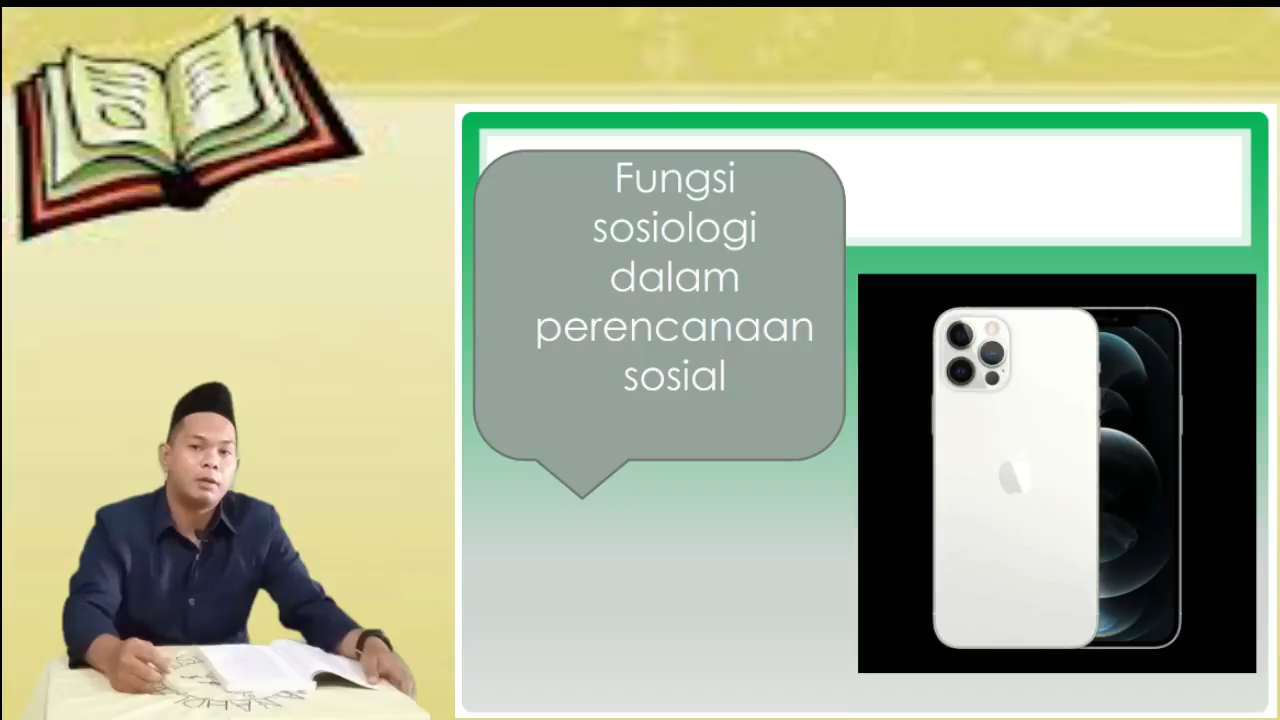 Fungsi
sosiologi
dalam
perencanaan
sosial